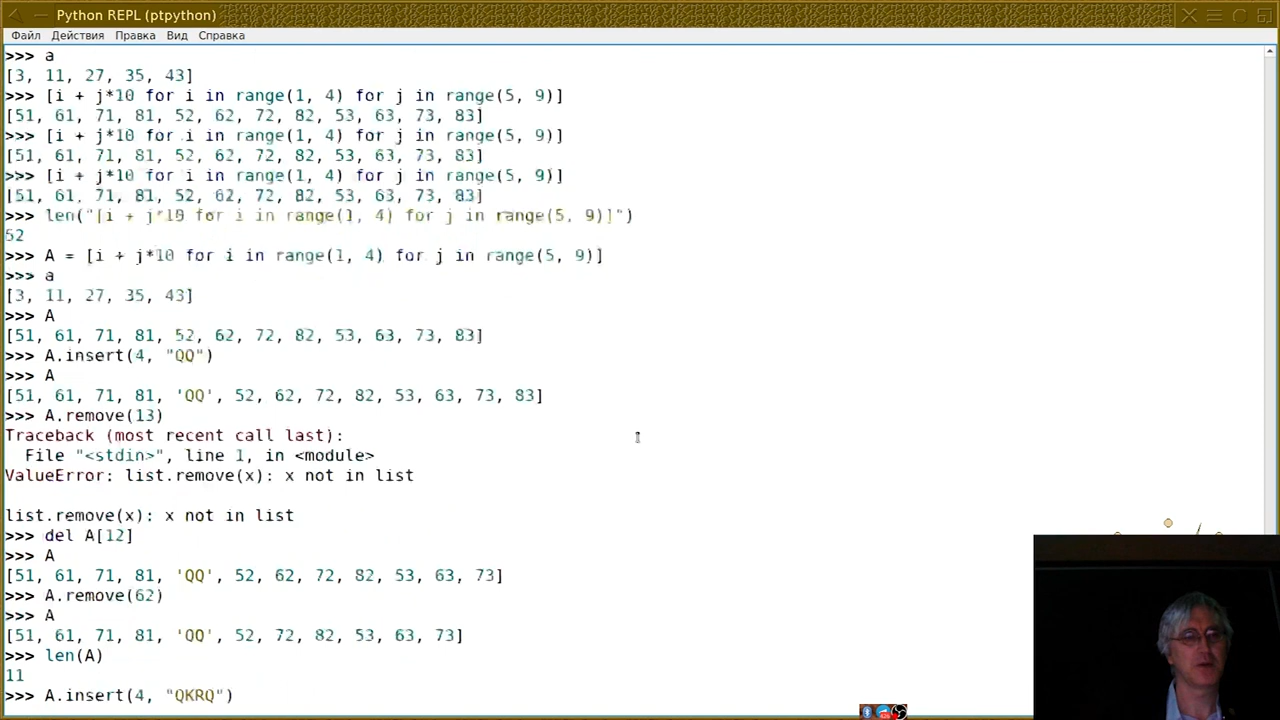 Python REPL (ptpython)
Файл Действия Правка Вид Справка
>>> a
[3, 11, 27, 35, 43]
>>> [i + j*10 for i in range(1, 4) for j in range(5, 9)]
[51, 61, 71, 81, 52, 62, 72, 82, 53, 63, 73, 83]
>>> [i + j*10 for i in range(1, 4) for j in range(5, 9)]
[51, 61, 71, 81, 52, 62, 72, 82, 53, 63, 73, 83]
>>> [i + j*10 for i in range(1, 4) for j in range(5, 9)]
[51, 61, 71, 81, 52, 62, 72, 82, 53, 63, 73, 83]
>>> len("[i + j*10 for i in range(1, 4) for j in range(5, 9)]")
52
>>> A = [i + j*10 for i in range(1, 4) for j in range(5, 9)]
>>> a
[3, 11, 27, 35, 43]
>>> A
[51, 61, 71, 81, 52, 62, 72, 82, 53, 63, 73, 83]
>>> A.insert(4, "QQ")
>>> A
[51, 61, 71, 81, 'QQ', 52, 62, 72, 82, 53, 63, 73, 83]
>>> A.remove(13)
Traceback (most recent call last):
File "<stdin>", line 1, in <module>
ValueError: list.remove(x): x not in list
list.remove(x): x not in list
>>> del A[12]
>>> A
[51, 61, 71, 81, 'QQ', 52, 62, 72, 82, 53, 63, 73]
>>> A.remove(62)
>>> A
[51, 61, 71, 81, 'QQ', 52, 72, 82, 53, 63, 73]
>>> len(A)
11
>>> A.insert(4, "QKRQ")